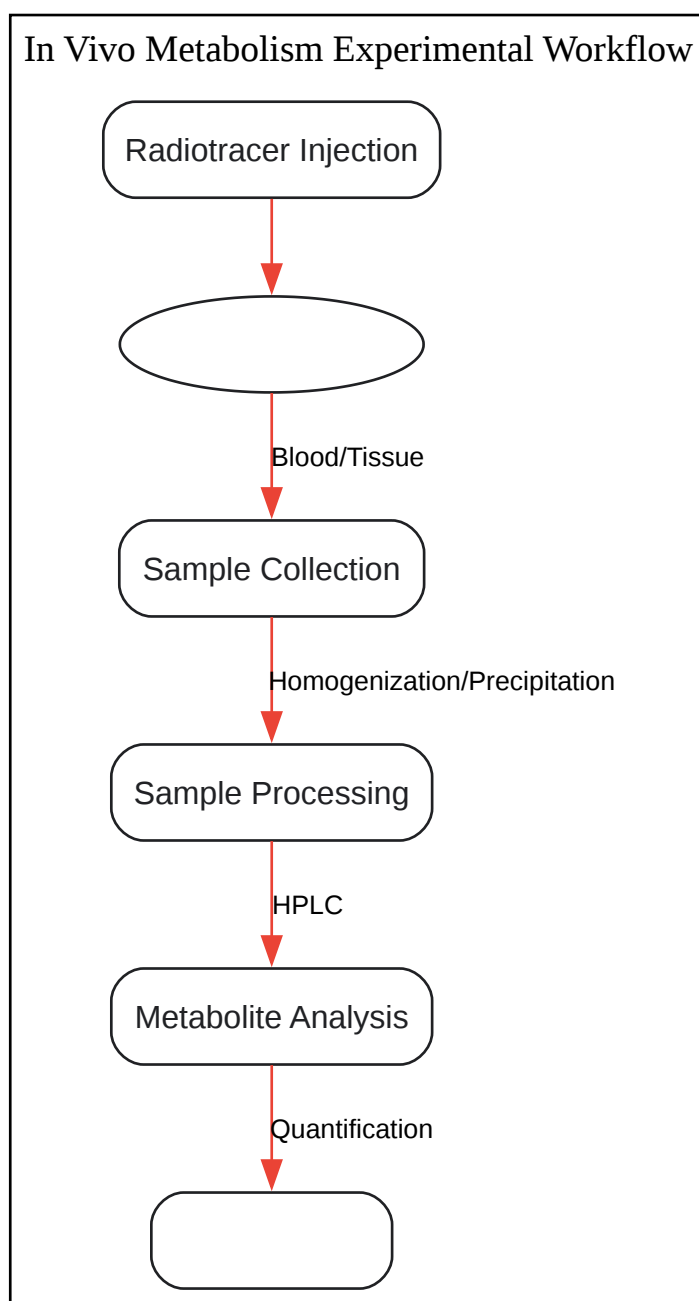 In Vivo Metabolism Experimental Workflow
Radiotracer Injection
Blood/Tissue
Sample Collection
Homogenization/Precipitation
Sample Processing
HPLC
Metabolite Analysis
Quantification